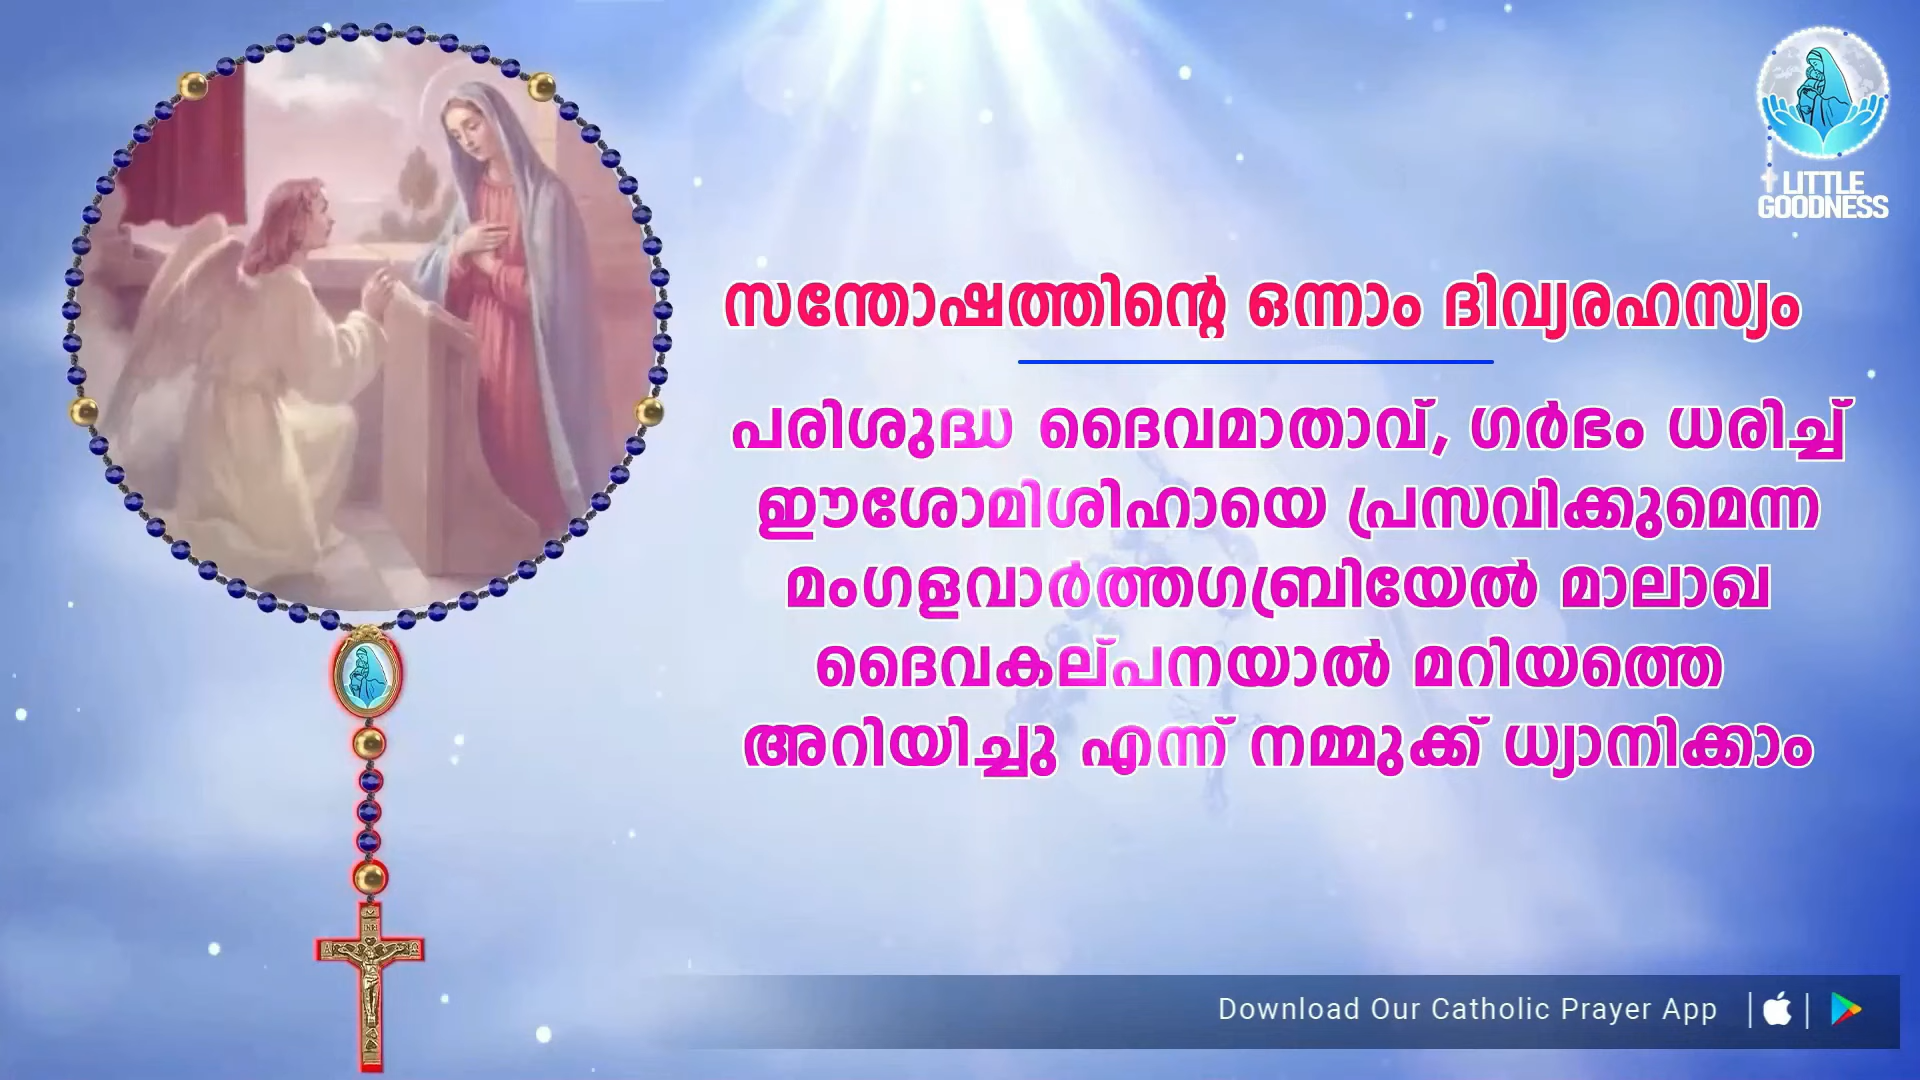 LITTLE
GOODNESS
സന്തോഷത്തിന്റെ ഒന്നാം ദിവ്യരഹസ്യം
പരിശുദ്ധ ദൈവമാതാവ്, ഗർഭം ധരിച്ച്
ഈശോമിശിഹായെ പ്രസവിക്കുമെന്ന
മംഗളവാർത്തഗബ്രിയേൽ മാലാഖ
ദൈവകല്പനയാൽ മറിയത്തെ
അറിയിച്ചു എന്ന് നമ്മുക്ക് ധ്യാനിക്കാം
INRI
Download Our Catholic Prayer App